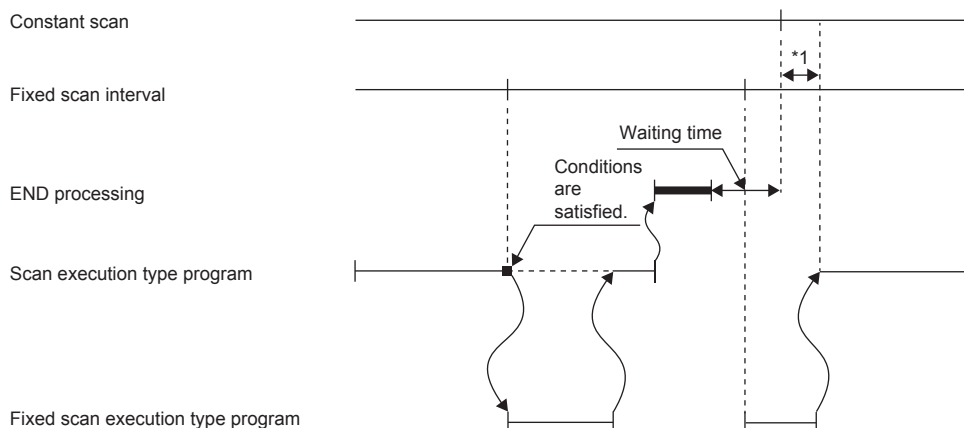 Constant scan
*1
Fixed scan interval
Waiting time
Conditions
are
satisfied.
END processing
Scan execution type program
Fixed scan execution type program